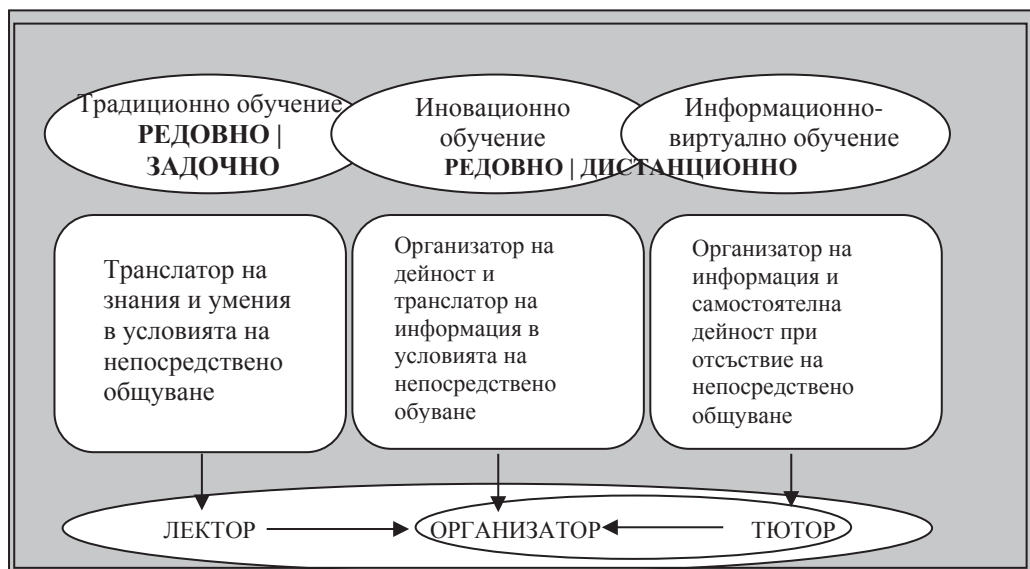 Традиционно обучение
РЕДОВНО |
ЗАДОЧНО
Иновационно
обучение
РЕДОВНО | ДИСТАНЦИОННО
Информационно-
виртуално обучение
Транслатор на
знания и умения
в условията на
непосредствено
общуване
Организатор на
дейност и
транслатор на
информация в
условията на
непосредствено
обуване
Организатор на
информация и
самостоятелна
дейност при
отсъствие на
непосредствено
общуване
ЛЕКТОР
ОРГАНИЗАТОР
ТЮТОР